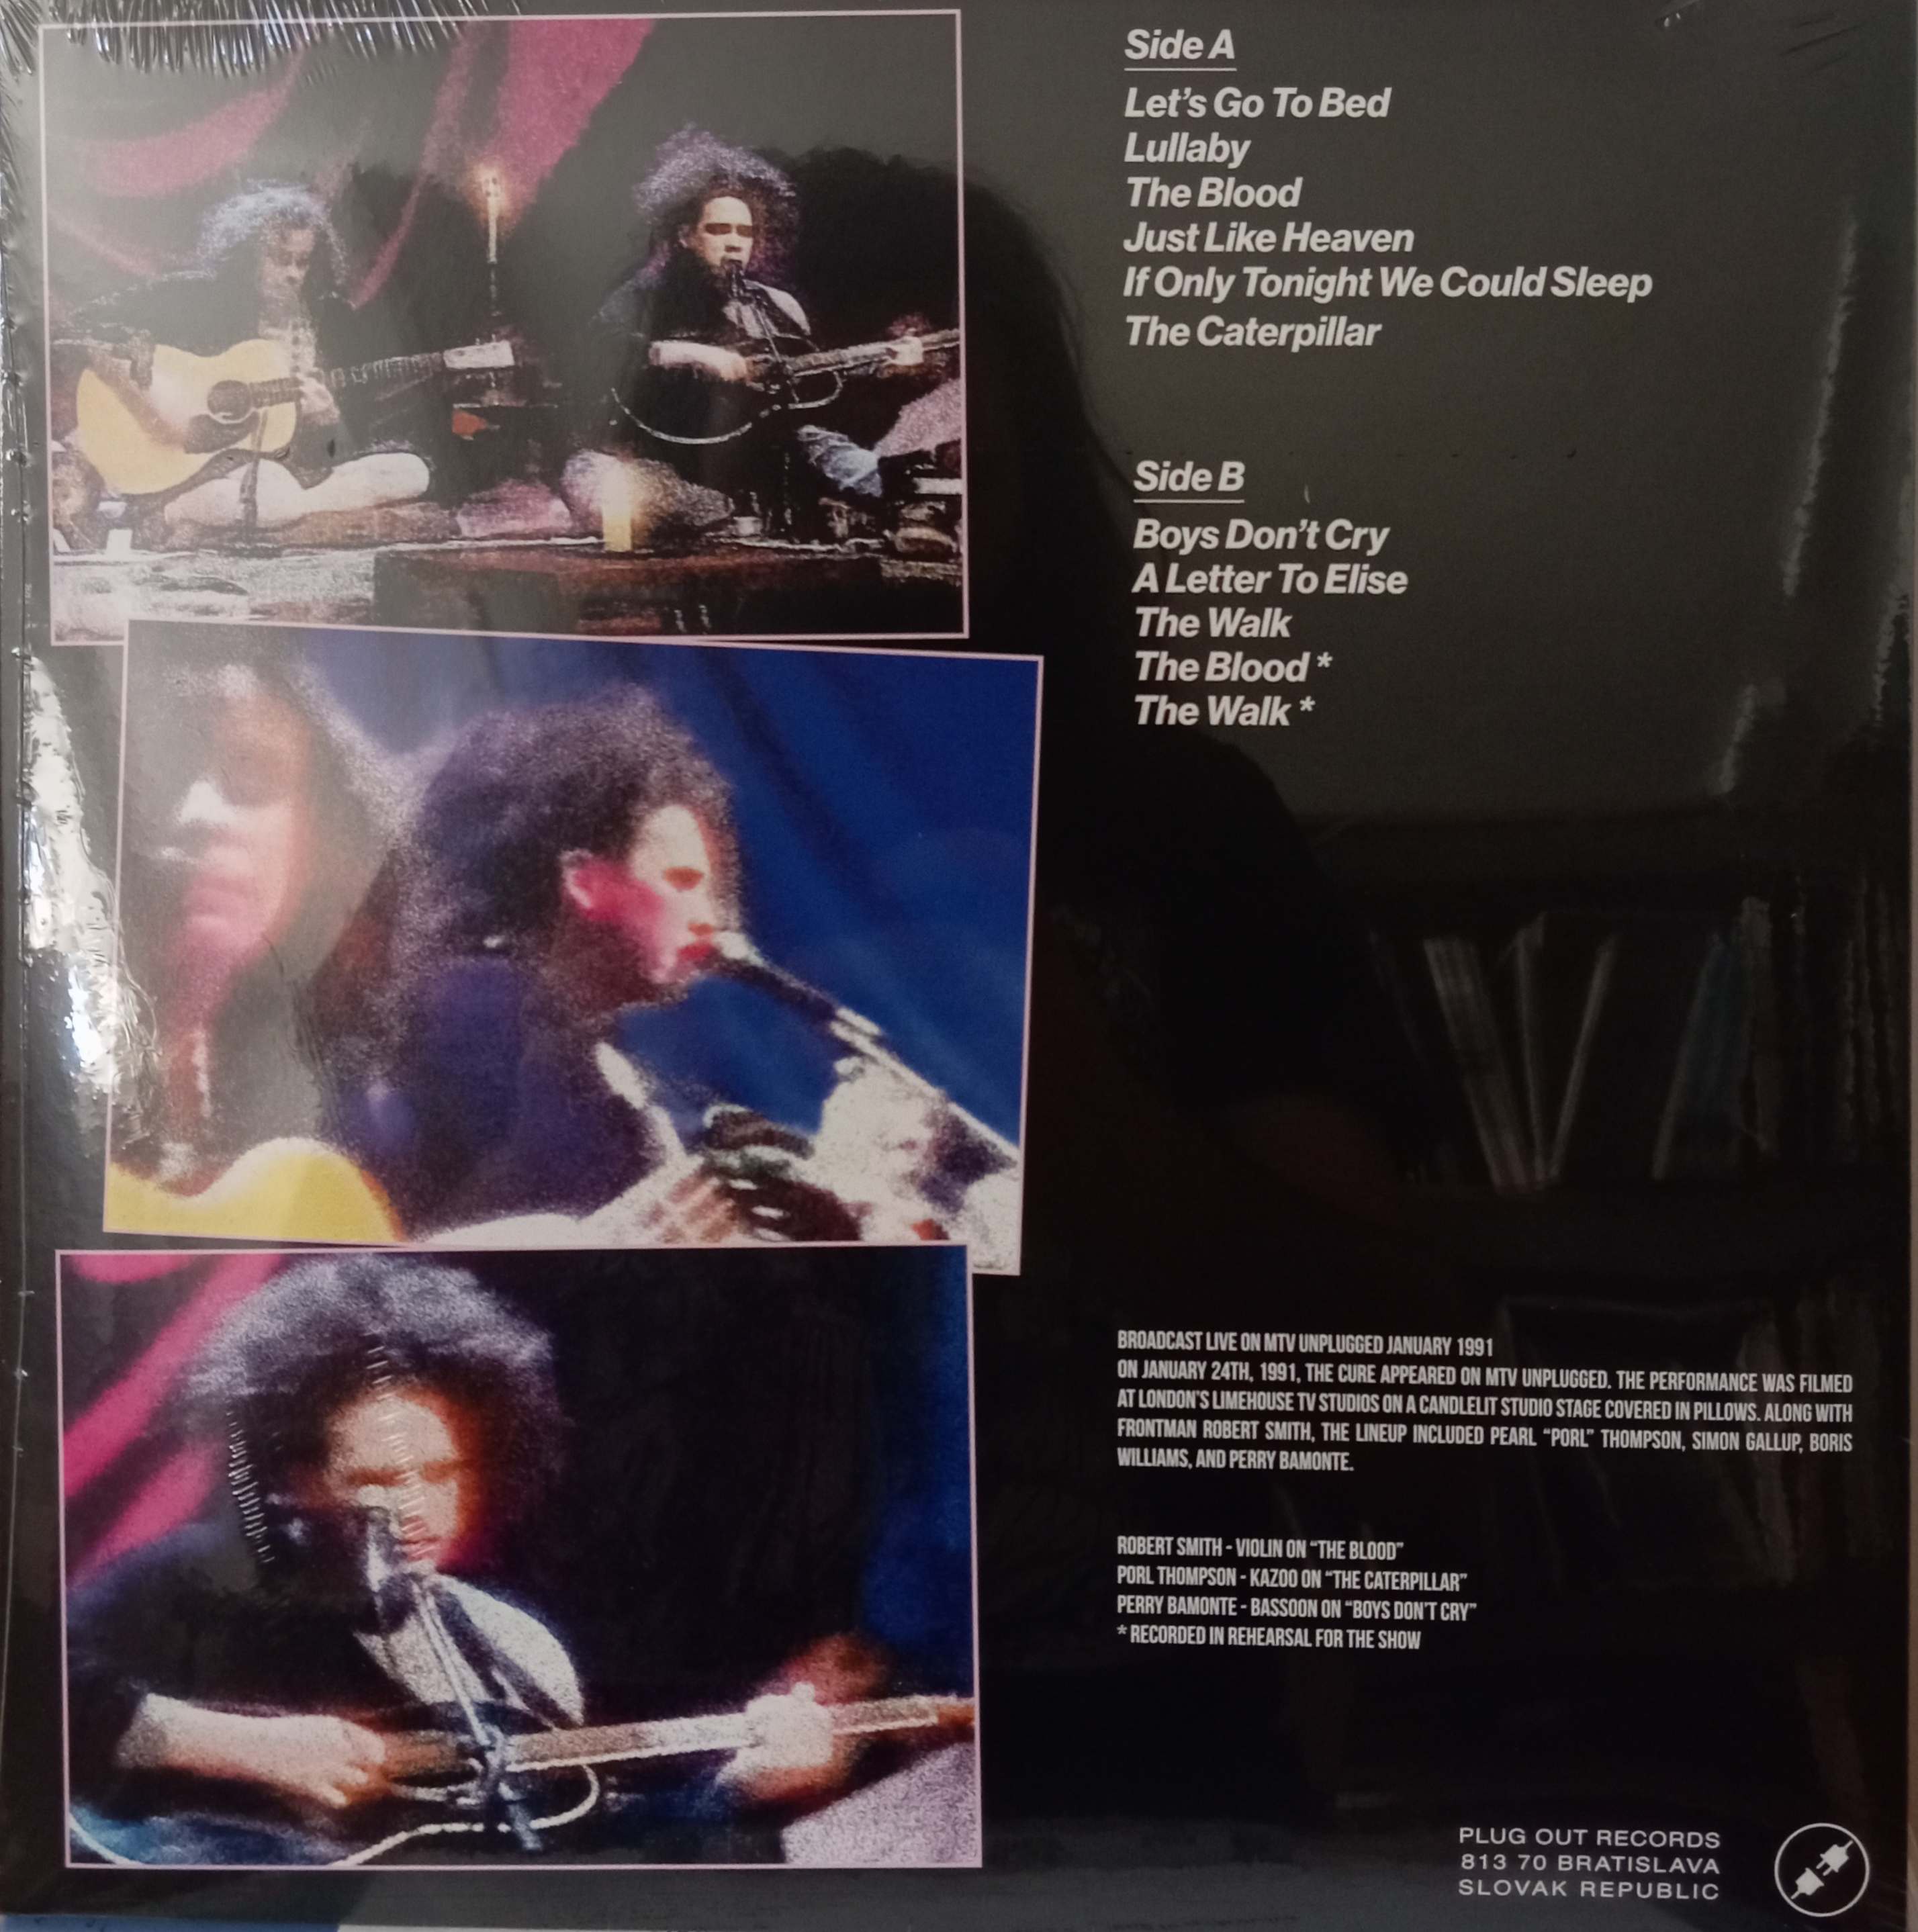 Side A
Let's Go To Bed
Lullaby
The Blood
Just Like Heaven
If Only Tonight We Could Sleep
The Caterpillar
Side B
Boys Don't Cry
A Letter To Elise
The Walk
The Blood *
The Walk *
BROADCAST LIVE ON MTV UNPLUGGED JANUARY 1991
ON JANUARY 24TH, 1991, THE CURE APPEARED ON MTV UNPLUGGED. THE PERFORMANCE WAS FILMED
AT LONDON'S LIMEHOUSE TV STUDIOS ON A CANDLELIT STUDIO STAGE COVERED IN PILLOWS. ALONG WITH
FRONTMAN ROBERT SMITH, THE LINEUP INCLUDED PEARL "PORL" THOMPSON, SIMON GALLUP, BORIS
WILLIAMS, AND PERRY BAMONTE.
ROBERT SMITH - VIOLIN ON "THE BLOOD"
PORL THOMPSON - KAZOO ON "THE CATERPILLAR"
PERRY BAMONTE - BASSOON ON "BOYS DON'T CRY"
* RECORDED IN REHEARSAL FOR THE SHOW
PLUG OUT RECORDS
813 70 BRATISLAVA
SLOVAK REPUBLIC